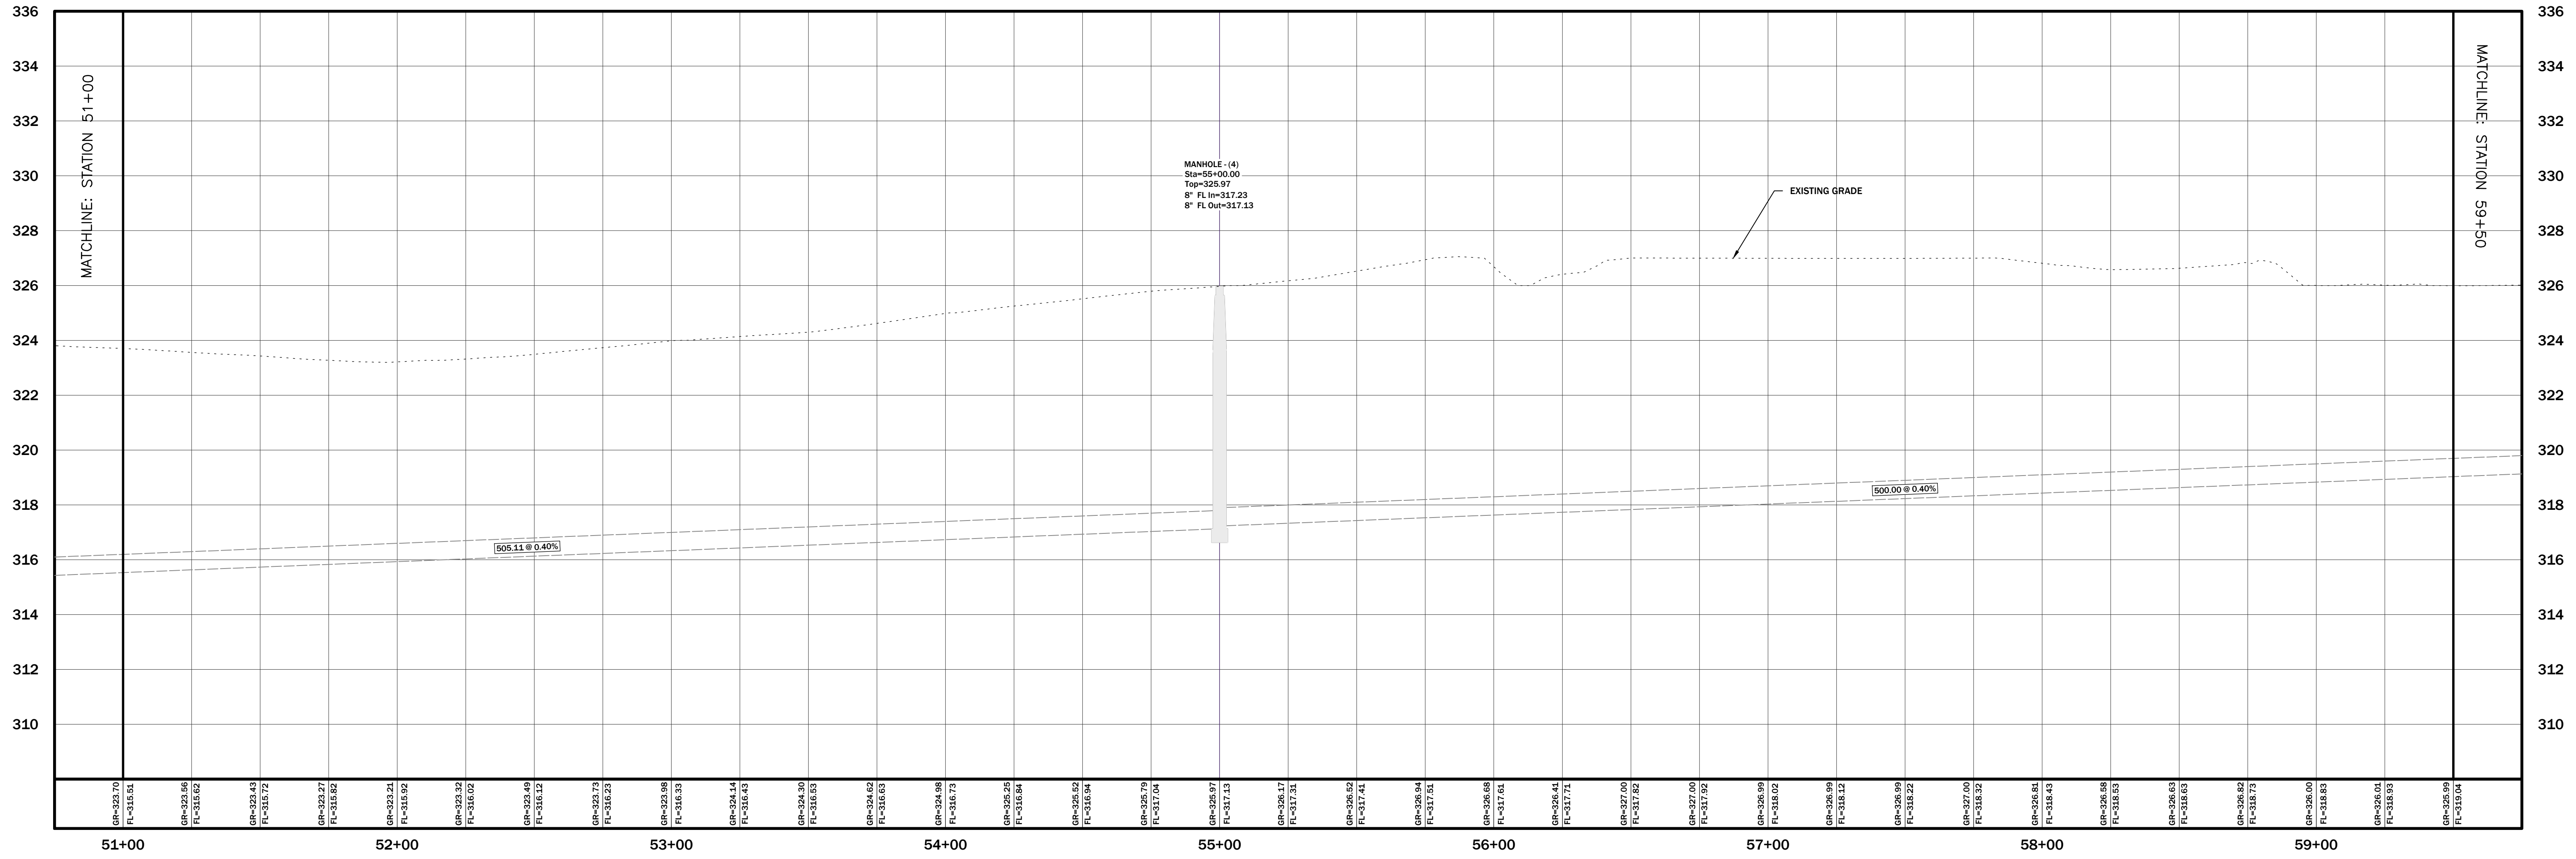 336
336
334
334
332
332
330
330
328
328
326
326
324
324
322
322
320
320
318
318
316
316
314
314
312
312
310
310
MATCHLINE: STATION 51+00
MATCHLINE: STATION 59+50
MANHOLE - (4)
Sta=55+00.00
Top=325.97
8" FL In=317.23
8" FL Out=317.13
EXISTING GRADE
505.11 @ 0.40%
500.00 @ 0.40%
GR=323.70
FL=315.51
GR=323.56
FL=315.62
GR=323.43
FL=315.72
GR=323.27
FL=315.82
GR=323.21
FL=315.92
GR=323.32
FL=316.02
GR=323.49
FL=316.12
GR=323.73
FL=316.23
GR=323.98
FL=316.33
GR=324.14
FL=316.43
GR=324.30
FL=316.53
GR=324.62
FL=316.63
GR=324.98
FL=316.73
GR=325.25
FL=316.84
GR=325.52
FL=316.94
GR=325.79
FL=317.04
GR=325.97
FL=317.13
GR=326.17
FL=317.31
GR=326.52
FL=317.41
GR=326.94
FL=317.51
GR=326.68
FL=317.61
GR=326.41
FL=317.71
GR=327.00
FL=317.82
GR=327.00
FL=317.92
GR=326.99
FL=318.02
GR=326.99
FL=318.12
GR=326.99
FL=318.22
GR=327.00
FL=318.32
GR=326.81
FL=318.43
GR=326.58
FL=318.53
GR=326.63
FL=318.63
GR=326.82
FL=318.73
GR=326.00
FL=318.83
GR=326.01
FL=318.93
GR=325.99
FL=319.04
51+00
52+00
53+00
54+00
55+00
56+00
57+00
58+00
59+00